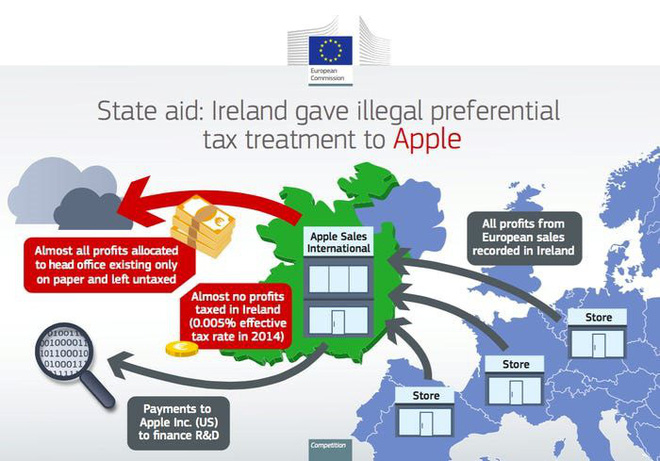 European
Commission
State aid: Ireland gave illegal preferential
tax treatment to Apple
All profits from
European sales
recorded in Ireland
Apple Sales
International
Almost all profits allocated
to head office existing only
on paper and left untaxed
Almost no profits
taxed in Ireland
(0.005% effective
tax rate in 2014)
Store
Store
Store
Payments to
Apple Inc. (US)
to finance R&D
Competition